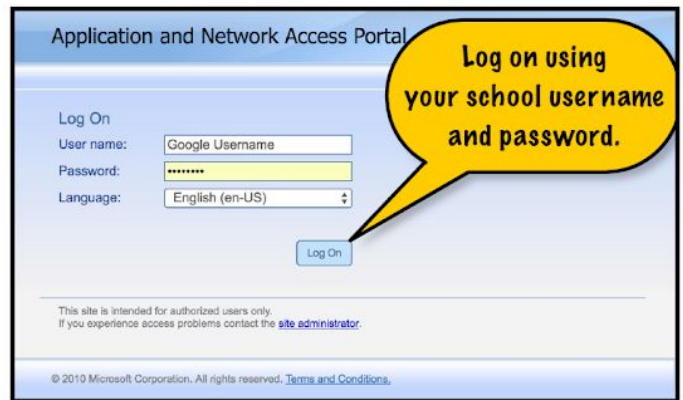 Application and Network Access Portal
Log on using
your school username
and password.
Log On
User name:
Google Username
Password:
••••••••
Language:
English (en-US)
Log On
This site is intended for authorized users only.
If you experience access problems contact the site administrator.
© 2010 Microsoft Corporation. All rights reserved. Terms and Conditions.